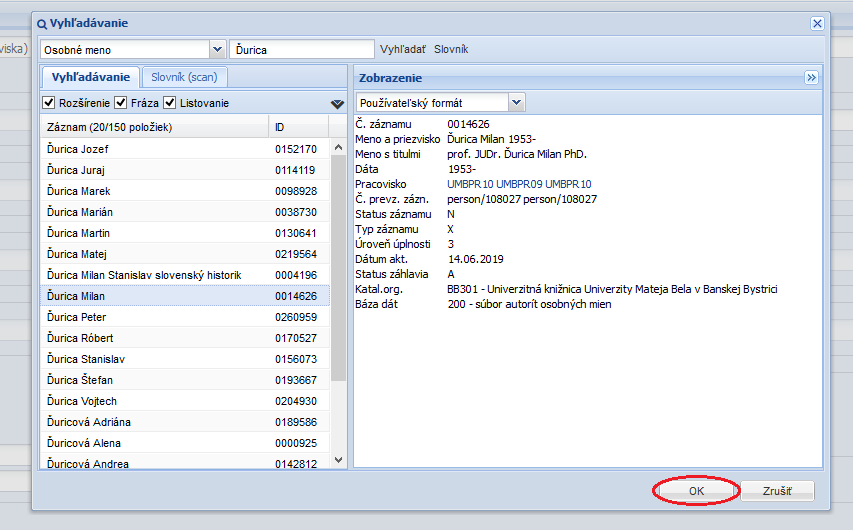 Vyhľadávanie
viska)
Osobné meno Ďurica Vyhľadať Slovník
Vyhľadávanie Slovník (scan)
Rozšírenie Fráza Listovanie
Záznam (20/150 položiek) ID
Ďurica Jozef 0152170
Ďurica Juraj 0114119
Ďurica Marek 0098928
Ďurica Marián 0038730
Ďurica Martin 0130641
Ďurica Matej 0219564
Ďurica Milan Stanislav slovenský historik 0004196
Ďurica Milan 0014626
Ďurica Peter 0260959
Ďurica Róbert 0170527
Ďurica Stanislav 0156073
Ďurica Štefan 0193667
Ďurica Vojtech 0204930
Ďuricová Adriána 0189586
Ďuricová Alena 0000925
Ďuricová Andrea 0142812
Zobrazenie
Používateľský formát
Č. záznamu 0014626
Meno a priezvisko Ďurica Milan 1953-
Meno s titulmi prof. JUDr. Ďurica Milan PhD.
Dáta 1953-
Pracovisko UMBPR10 UMBPR09 UMBPR10
Č. prevz. zázn. person/108027 person/108027
Status záznamu N
Typ záznamu X
Úroveň úplnosti 3
Dátum akt. 14.06.2019
Status záhlavia A
Katal.org. BB301 - Univerzitná knižnica Univerzity Mateja Bela v Banskej Bystrici
Báza dát 200 - súbor autorít osobných mien
OK Zrušiť